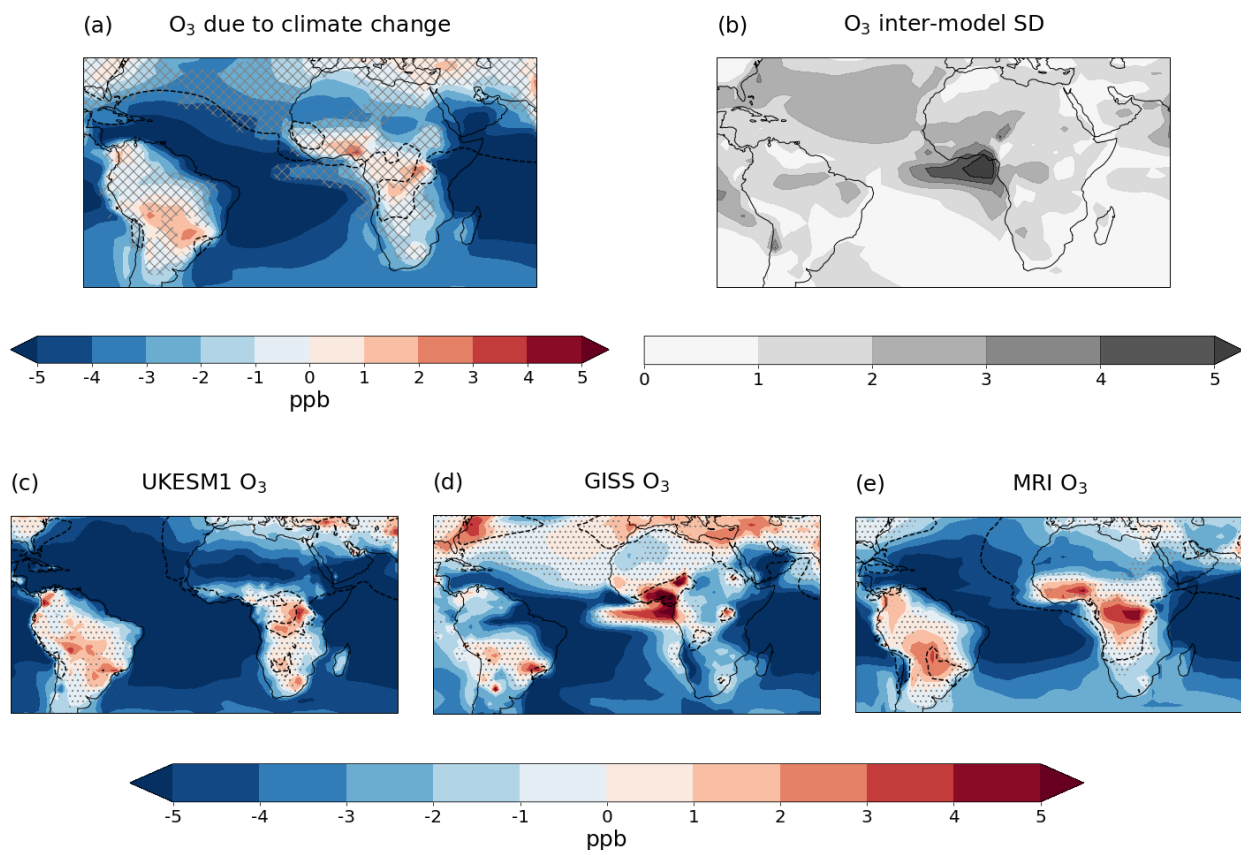 (a) O₃ due to climate change
(b) O₃ inter-model SD
-5 -4 -3 -2 -1 0 1 2 3 4 5
ppb
0 1 2 3 4 5
(c) UKESM1 O₃
(d) GISS O₃
(e) MRI O₃
-5 -4 -3 -2 -1 0 1 2 3 4 5
ppb